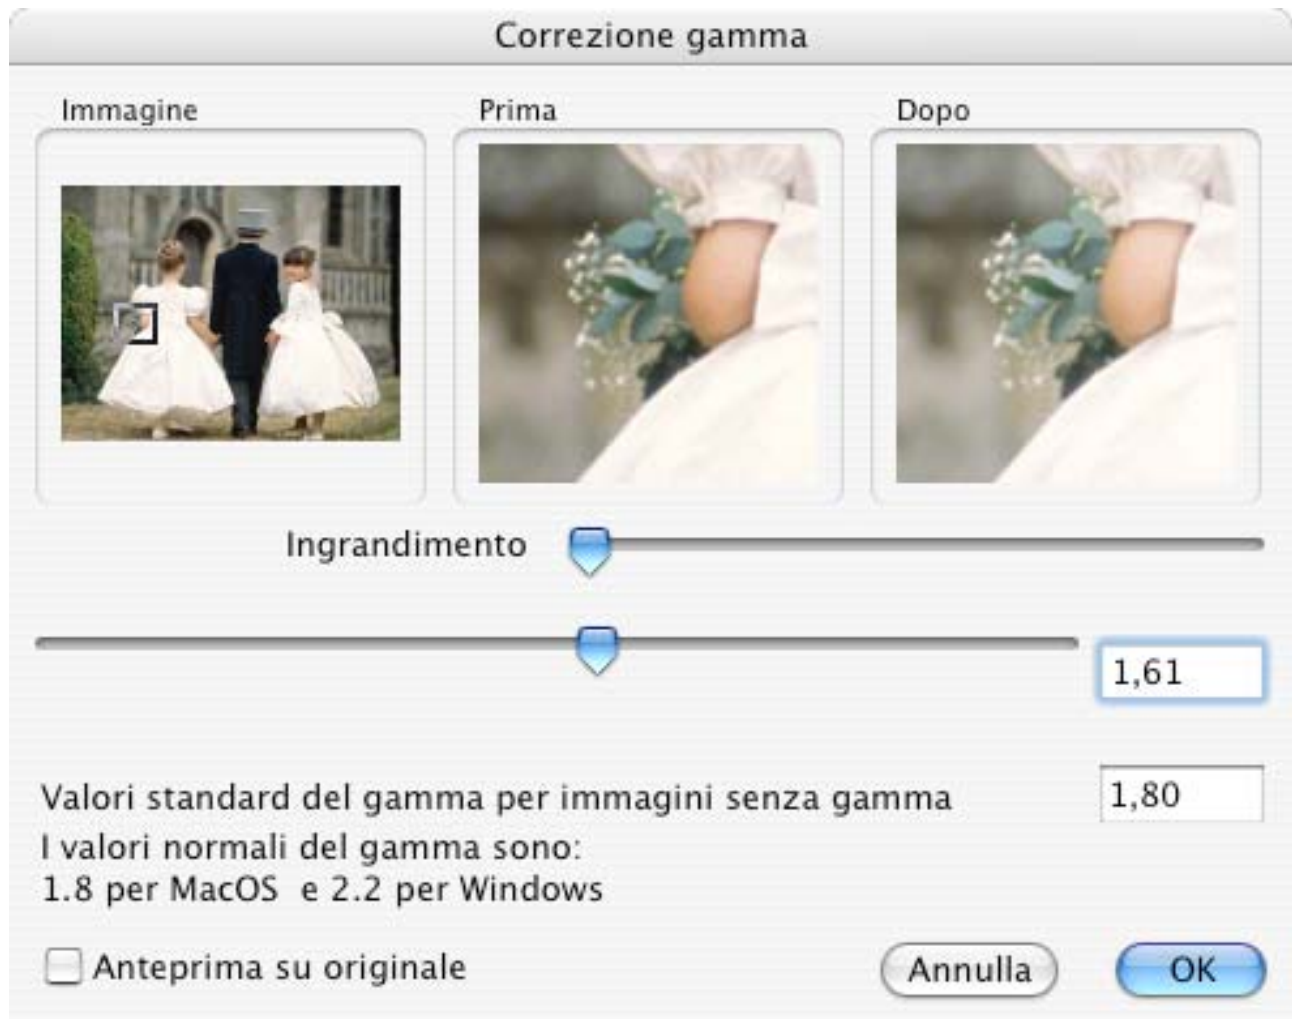 Correzione gamma
Immagine
Prima
Dopo
Ingrandimento
1,61
Valori standard del gamma per immagini senza gamma
1,80
I valori normali del gamma sono:
1.8 per MacOS e 2.2 per Windows
Anteprima su originale
Annulla
OK